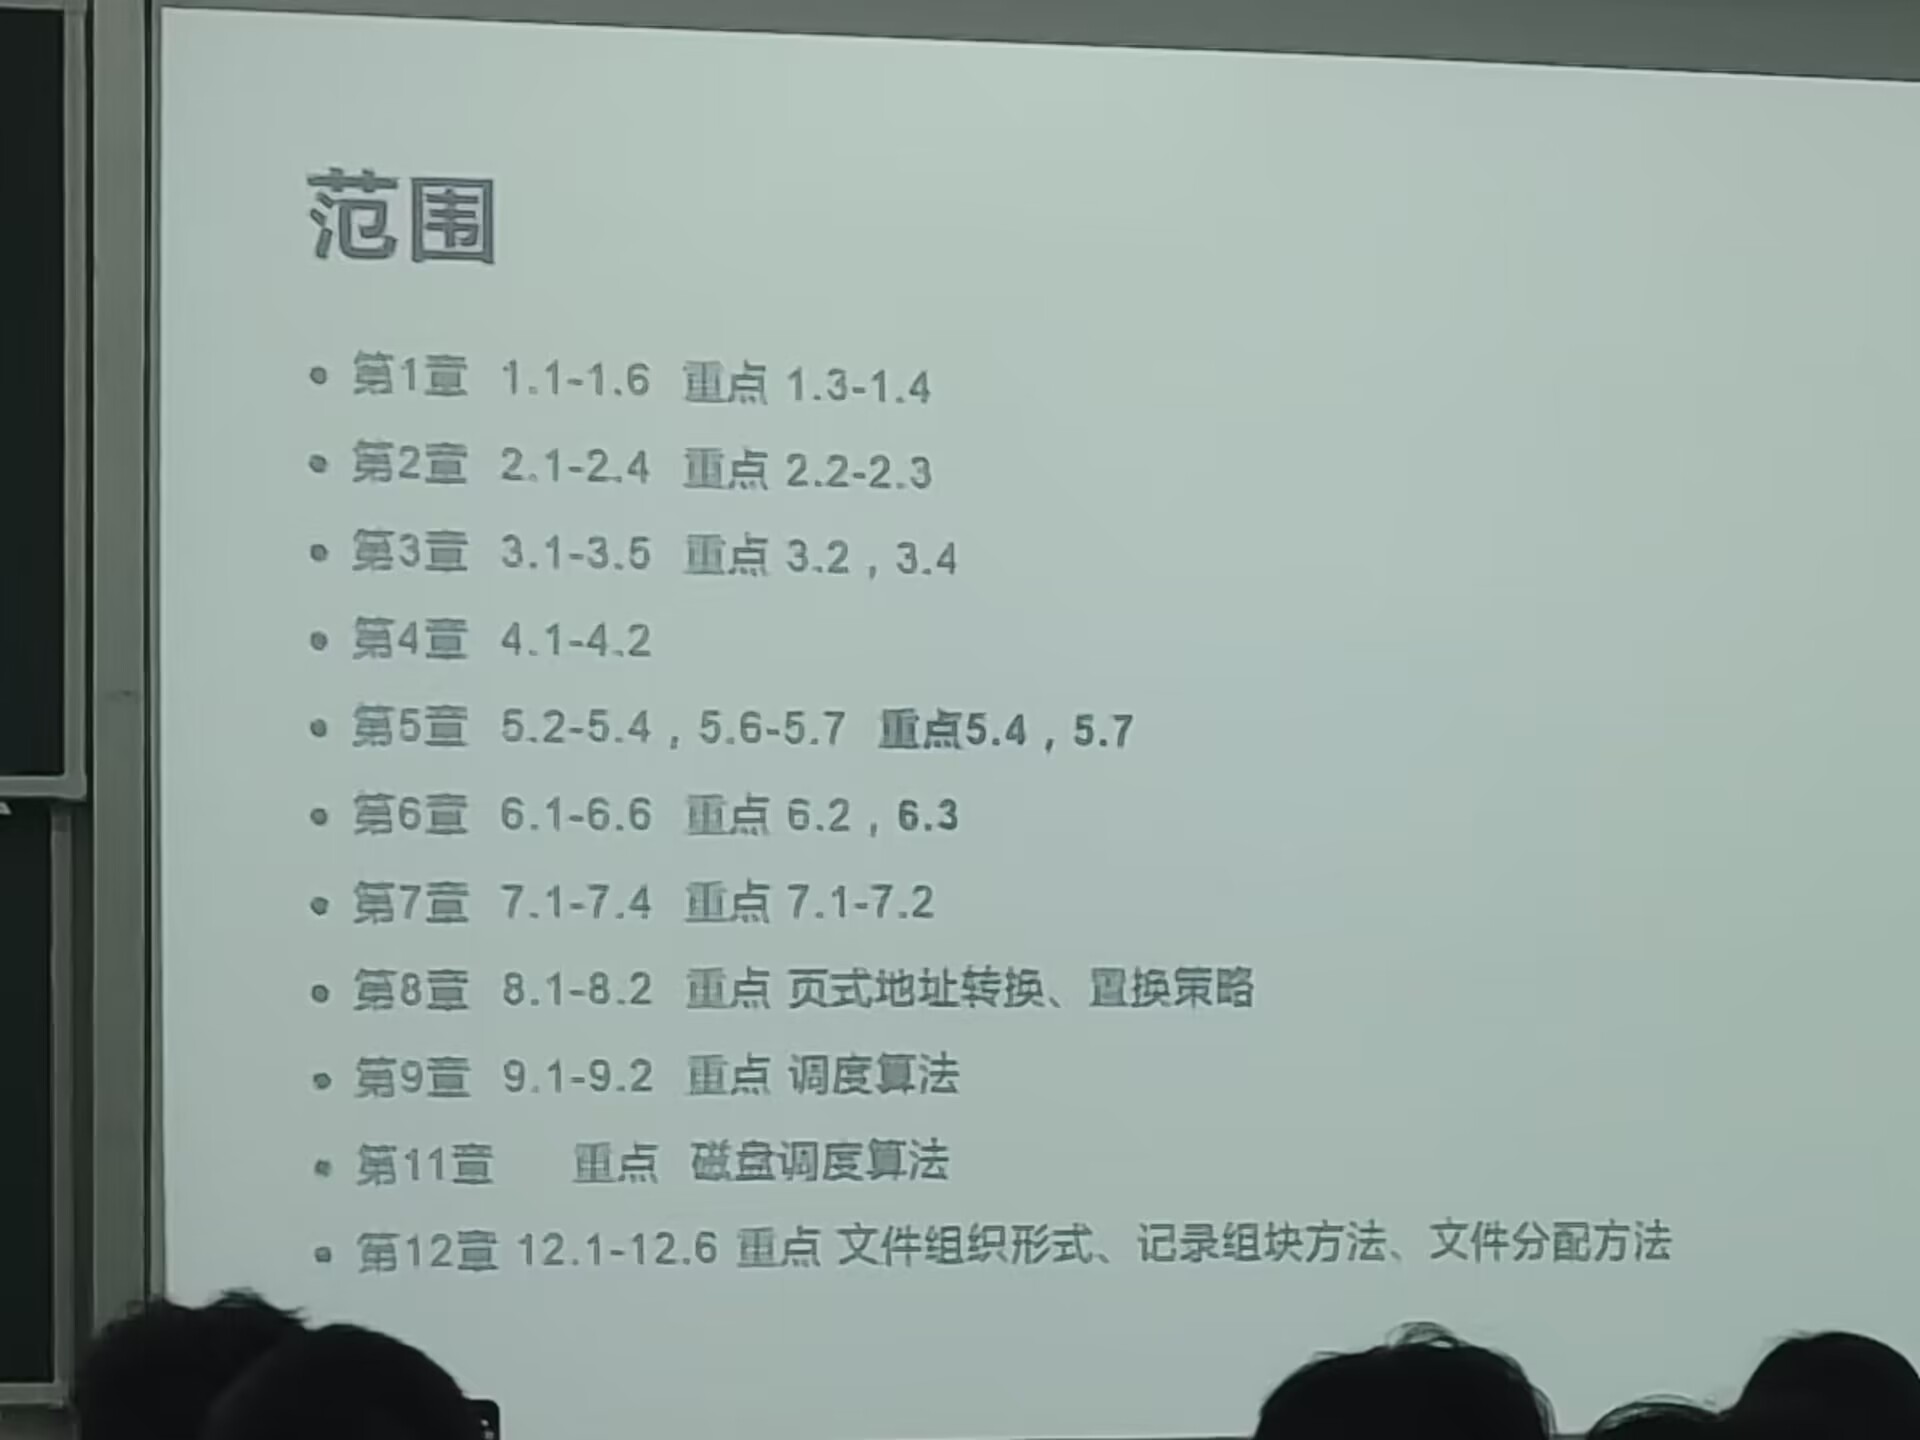 范围
• 第1章 1.1-1.6 重点 1.3-1.4
• 第2章 2.1-2.4 重点 2.2-2.3
• 第3章 3.1-3.5 重点 3.2，3.4
• 第4章 4.1-4.2
• 第5章 5.2-5.4，5.6-5.7 重点5.4，5.7
• 第6章 6.1-6.6 重点 6.2，6.3
• 第7章 7.1-7.4 重点 7.1-7.2
• 第8章 8.1-8.2 重点 页式地址转换、置换策略
• 第9章 9.1-9.2 重点 调度算法
• 第11章 重点 磁盘调度算法
• 第12章 12.1-12.6 重点 文件组织形式、记录组块方法、文件分配方法